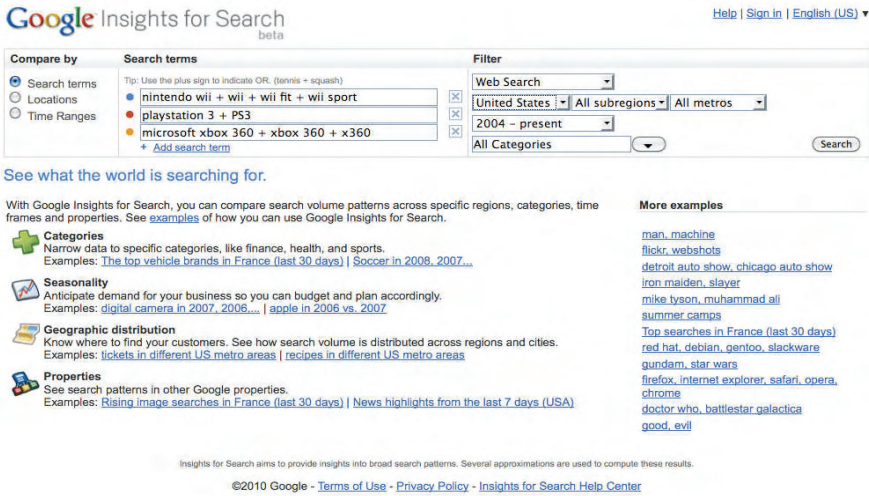 Google Insights for Search
beta
Help | Sign in | English (US) ▼
Compare by
Search terms
Locations
Time Ranges
Search terms
Tip: Use the plus sign to indicate OR. (tennis + squash)
nintendo wii + wii + wii fit + wii sport
playstation 3 + PS3
microsoft xbox 360 + xbox 360 + x360
+ Add search term
Filter
Web Search
United States All subregions All metros
2004 - present
All Categories
Search
See what the world is searching for.
With Google Insights for Search, you can compare search volume patterns across specific regions, categories, time
frames and properties. See examples of how you can use Google Insights for Search.
Categories
Narrow data to specific categories, like finance, health, and sports.
Examples: The top vehicle brands in France (last 30 days) | Soccer in 2008, 2007...
Seasonality
Anticipate demand for your business so you can budget and plan accordingly.
Examples: digital camera in 2007, 2006,... | apple in 2006 vs. 2007
Geographic distribution
Know where to find your customers. See how search volume is distributed across regions and cities.
Examples: tickets in different US metro areas | recipes in different US metro areas
Properties
See search patterns in other Google properties.
Examples: Rising image searches in France (last 30 days) | News highlights from the last 7 days (USA)
More examples
man, machine
flickr, webshots
detroit auto show, chicago auto show
iron maiden, slayer
mike tyson, muhammad ali
summer camps
Top searches in France (last 30 days)
red hat, debian, gentoo, slackware
gundam, star wars
firefox, internet explorer, safari, opera,
chrome
doctor who, battlestar galactica
good, evil
Insights for Search aims to provide insights into broad search patterns. Several approximations are used to compute these results.
©2010 Google - Terms of Use - Privacy Policy - Insights for Search Help Center